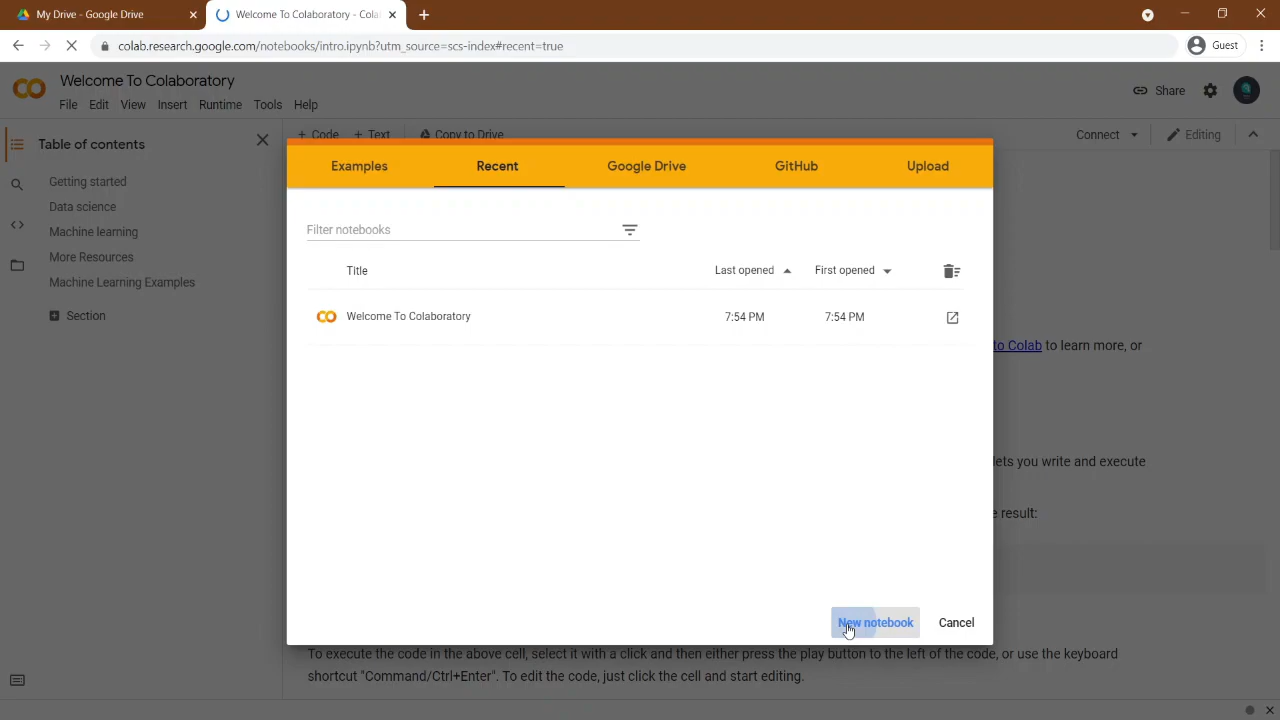 My Drive - Google Drive
Welcome To Colaboratory - Cola
colab.research.google.com/notebooks/intro.ipynb?utm_source=scs-index#recent=true
Guest
Welcome To Colaboratory
File Edit View Insert Runtime Tools Help
Share
Table of contents
+ Code + Text Copy to Drive
Connect
Editing
Getting started
Data science
Machine learning
More Resources
Machine Learning Examples
Section
Examples Recent Google Drive GitHub Upload
Filter notebooks
Title Last opened First opened
Welcome To Colaboratory 7:54 PM 7:54 PM
to Colab to learn more, or
lets you write and execute
e result:
New notebook Cancel
To execute the code in the above cell, select it with a click and then either press the play button to the left of the code, or use the keyboard
shortcut "Command/Ctrl+Enter". To edit the code, just click the cell and start editing.